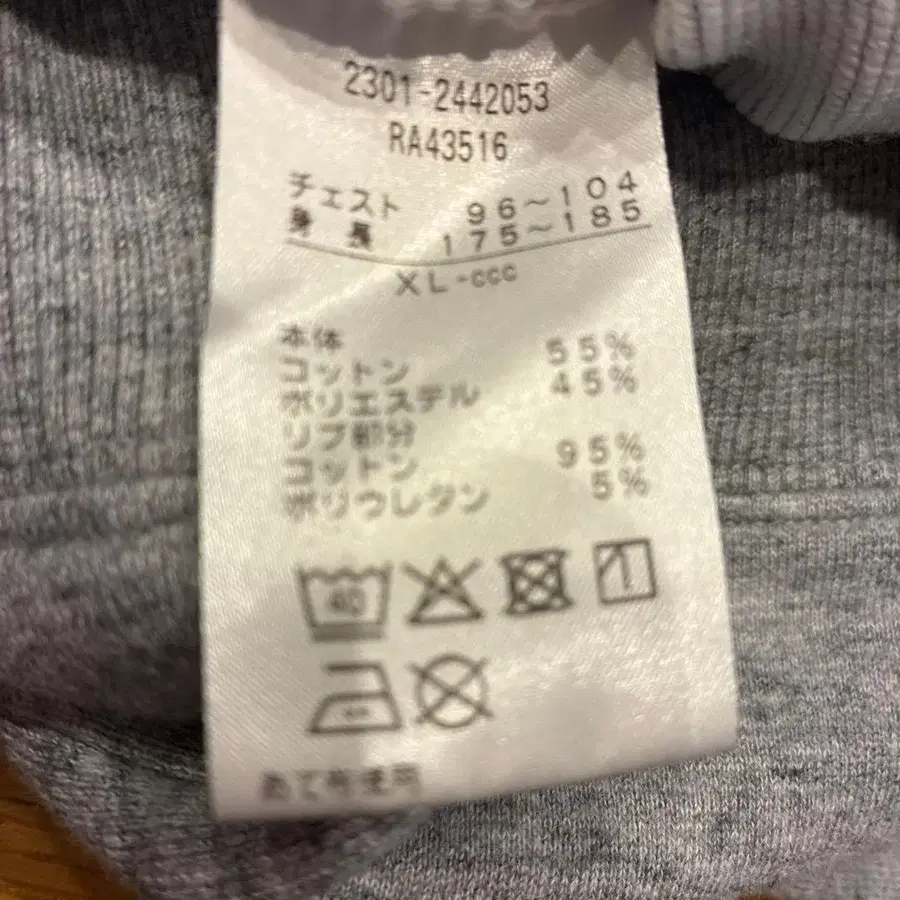 2301-2442053
RA43516
チェスト 96~104
身長 175~185
XL-ccc
本体
コットン 55%
ポリエステル 45%
リブ部分
コットン 95%
ポリウレタン 5%
40
あて布使用